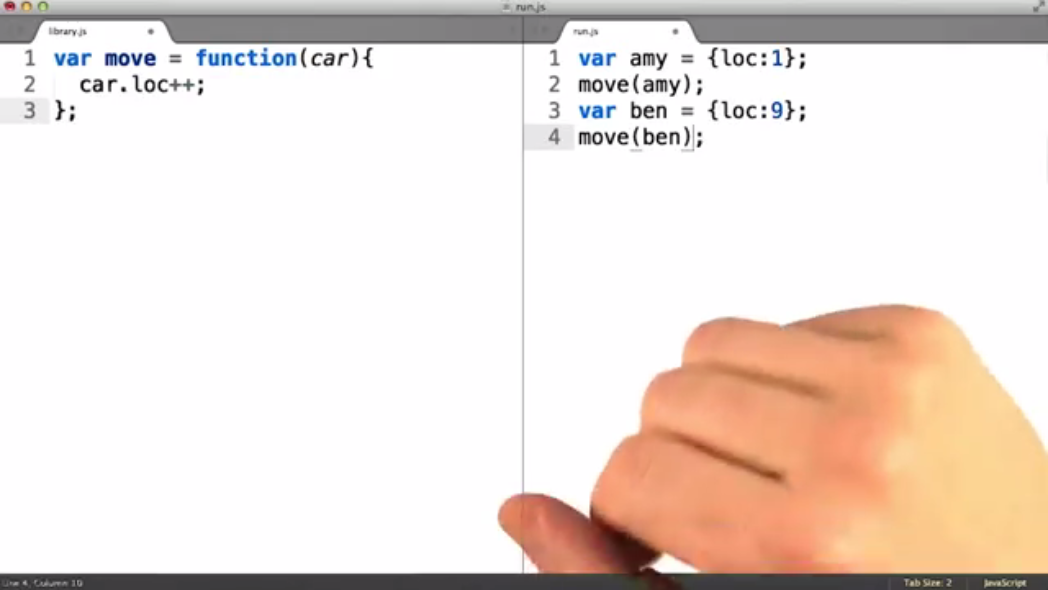 run.js
library.js
1 var move = function(car){
2 car.loc++;
3 };
run.js
1 var amy = {loc:1};
2 move(amy);
3 var ben = {loc:9};
4 move(ben);
Line 4, Column 10
Tab Size: 2
JavaScript